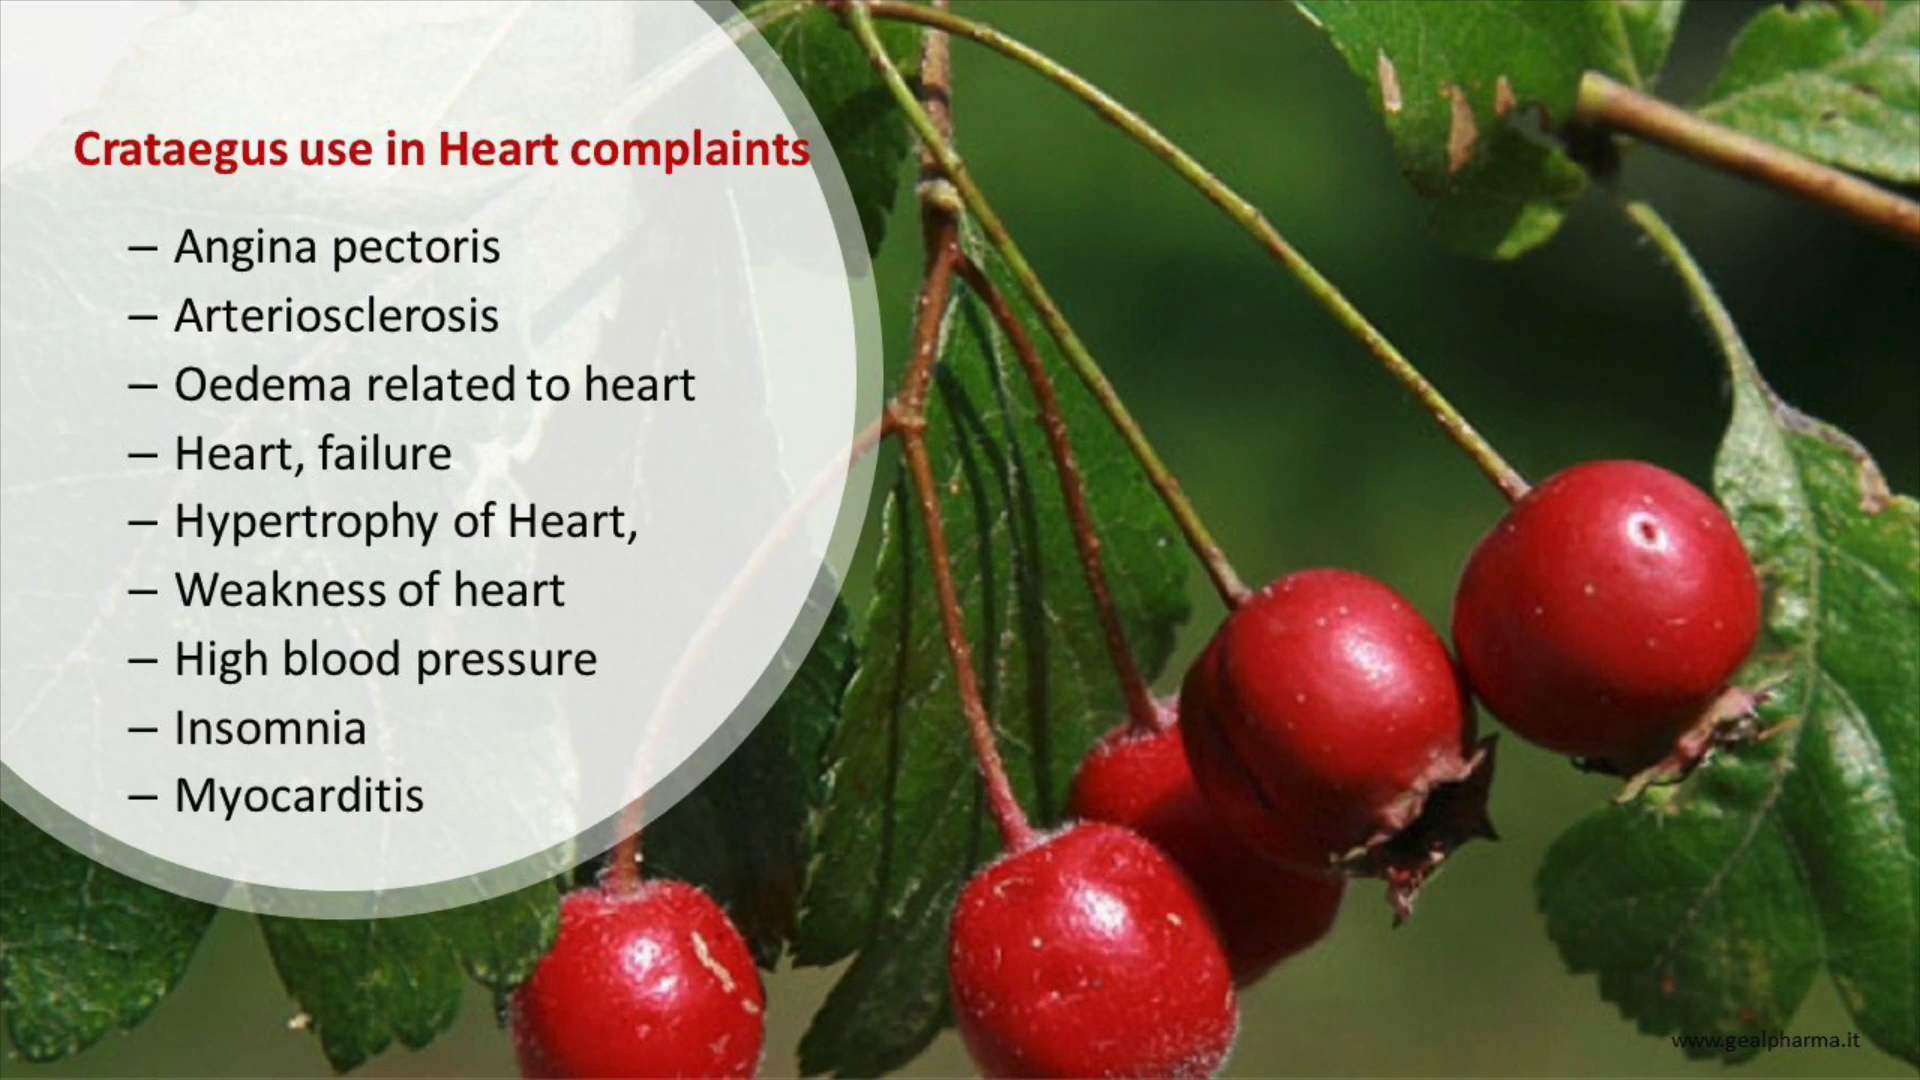 Crataegus use in Heart complaints
– Angina pectoris
– Arteriosclerosis
– Oedema related to heart
– Heart, failure
– Hypertrophy of Heart,
– Weakness of heart
– High blood pressure
– Insomnia
– Myocarditis
www.gealpharma.it